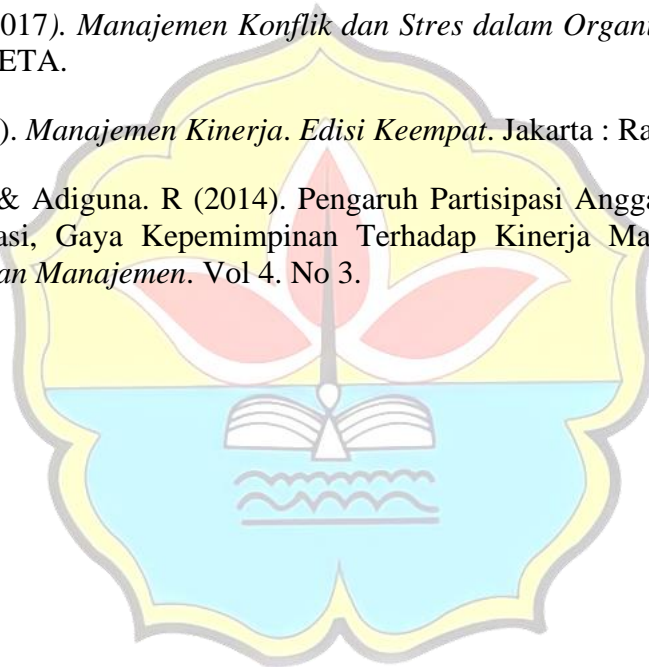 017). Manajemen Konflik dan Stres dalam Organi
ETA.
). Manajemen Kinerja. Edisi Keempat. Jakarta : Ra
& Adiguna. R (2014). Pengaruh Partisipasi Angga
asi, Gaya Kepemimpinan Terhadap Kinerja Ma
an Manajemen. Vol 4. No 3.